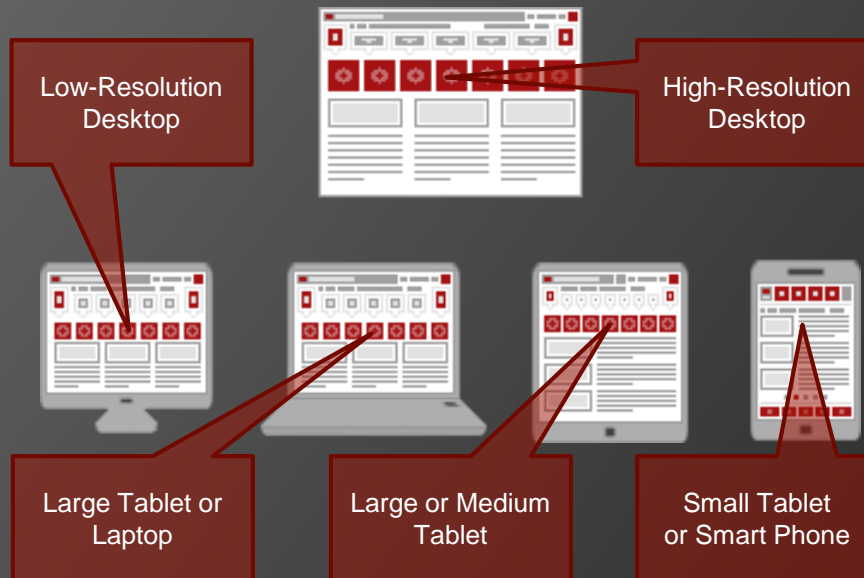 Low-Resolution
Desktop
High-Resolution
Desktop
Large Tablet or
Laptop
Large or Medium
Tablet
Small Tablet
or Smart Phone